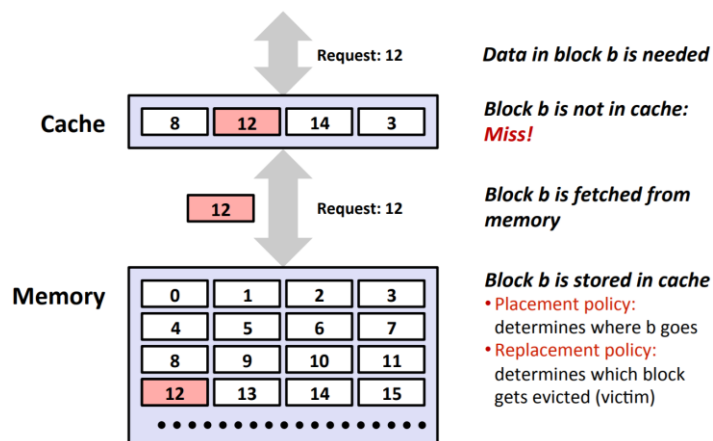 Request: 12
Data in block b is needed
Cache
8 12 14 3
Block b is not in cache:
Miss!
12
Request: 12
Block b is fetched from
memory
Memory
0 1 2 3
4 5 6 7
8 9 10 11
12 13 14 15
Block b is stored in cache
• Placement policy:
determines where b goes
• Replacement policy:
determines which block
gets evicted (victim)